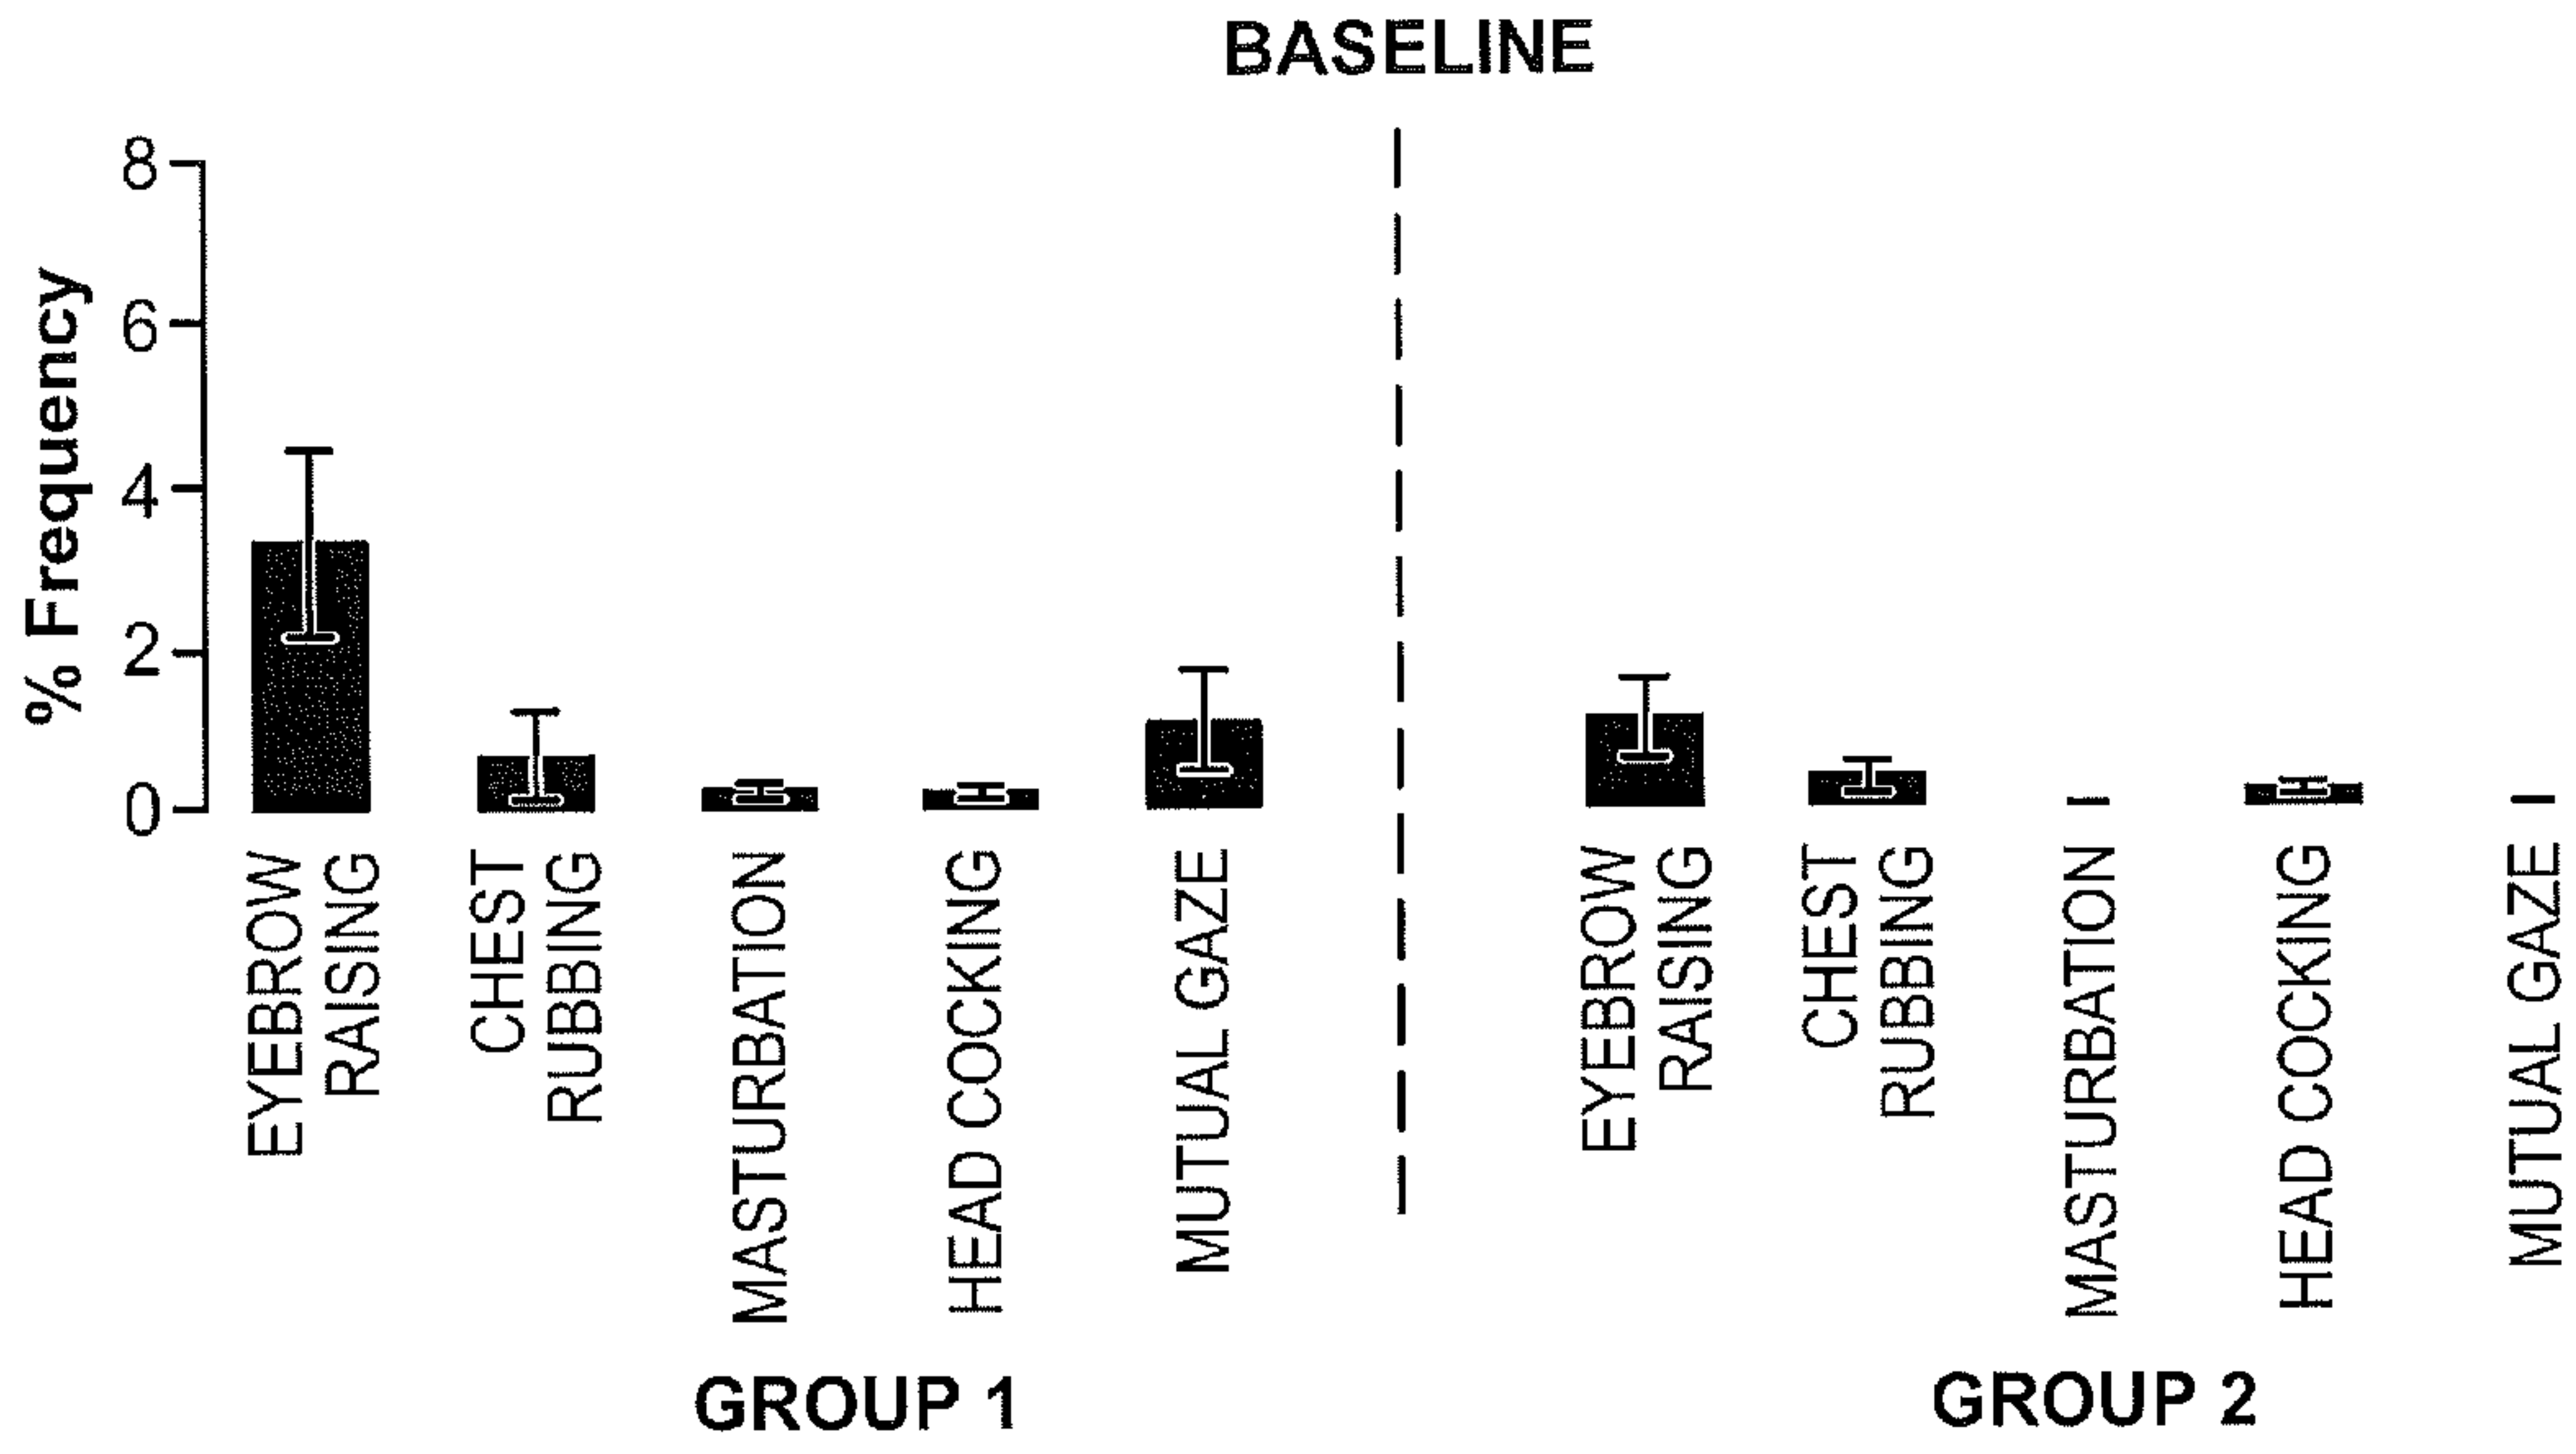 BASELINE
% Frequency
8
6
4
2
0
EYEBROW
RAISING
CHEST
RUBBING
MASTURBATION
HEAD COCKING
MUTUAL GAZE
EYEBROW
RAISING
CHEST
RUBBING
MASTURBATION
HEAD COCKING
MUTUAL GAZE
GROUP 1
GROUP 2